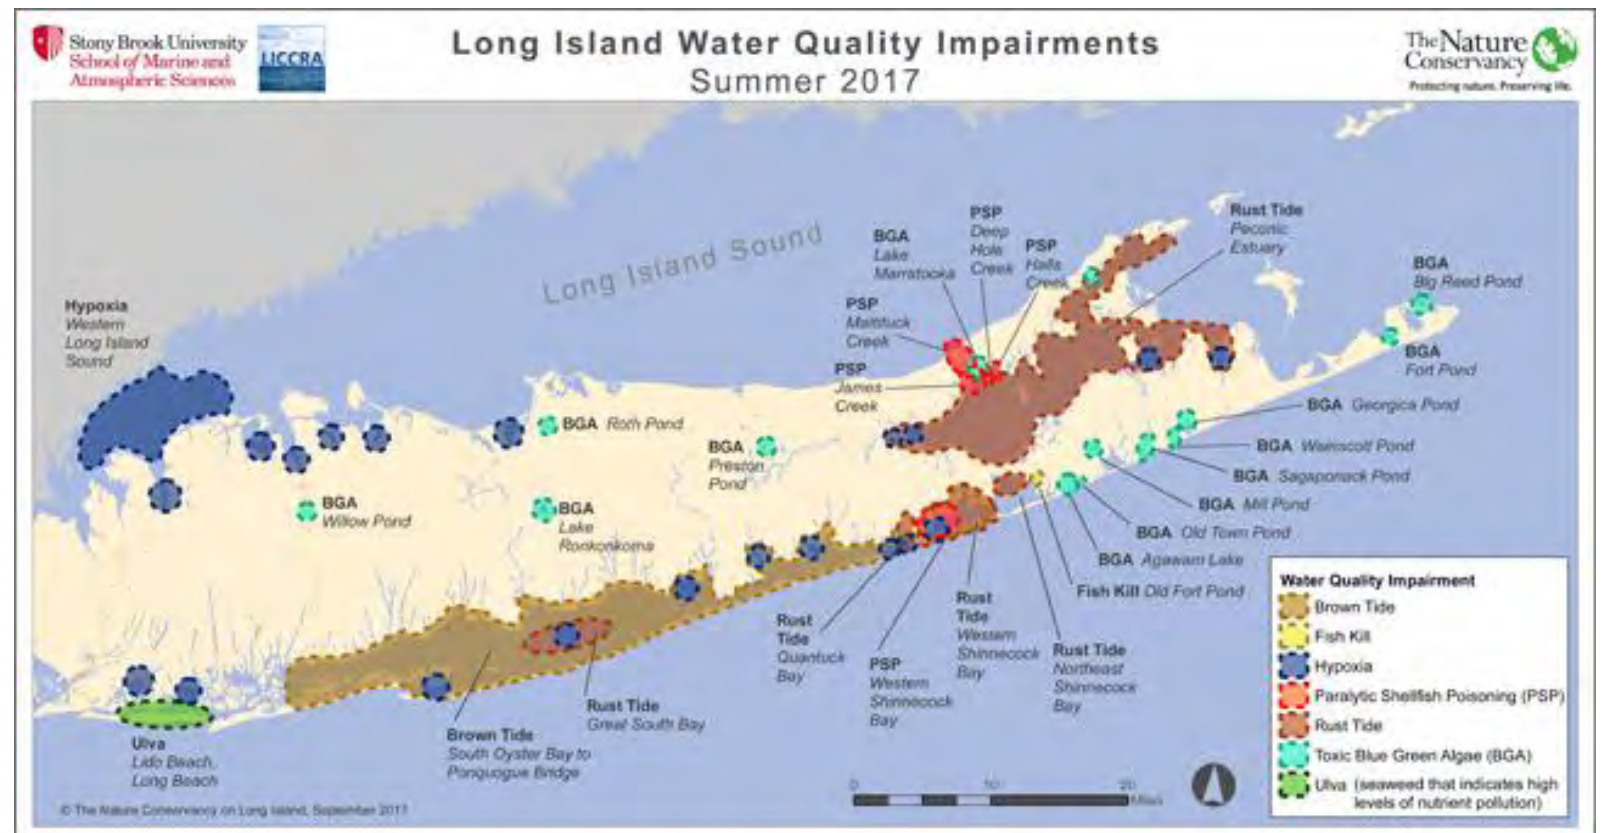 Stony Brook University
School of Marine and
Atmospheric Sciences
LICCRA
Long Island Water Quality Impairments
Summer 2017
The Nature
Conservancy
Protecting nature. Preserving life.
Long Island Sound
Hypoxia
Western
Long Island
Sound
BGA
Lake
Marratooka
PSP
Deep
Hole
Creek
PSP
Halls
Creek
Rust Tide
Peconic
Estuary
BGA
Big Reed Pond
PSP
Mattituck
Creek
PSP
James
Creek
BGA
Fort Pond
BGA Roth Pond
BGA
Preston
Pond
BGA
Willow Pond
BGA
Lake
Ronkonkoma
BGA Georgica Pond
BGA Wainscott Pond
BGA Sagaponack Pond
BGA Mill Pond
BGA Old Town Pond
BGA Agawam Lake
Fish Kill Old Fort Pond
Rust
Tide
Quantuck
Bay
PSP
Western
Shinnecock
Bay
Rust
Tide
Western
Shinnecock
Bay
Rust Tide
Northeast
Shinnecock
Bay
Rust Tide
Great South Bay
Brown Tide
South Oyster Bay to
Ponquogue Bridge
Ulva
Lido Beach,
Long Beach
Water Quality Impairment
Brown Tide
Fish Kill
Hypoxia
Paralytic Shellfish Poisoning (PSP)
Rust Tide
Toxic Blue Green Algae (BGA)
Ulva (seaweed that indicates high
levels of nutrient pollution)
0 10 20
Miles
© The Nature Conservancy on Long Island, September 2017